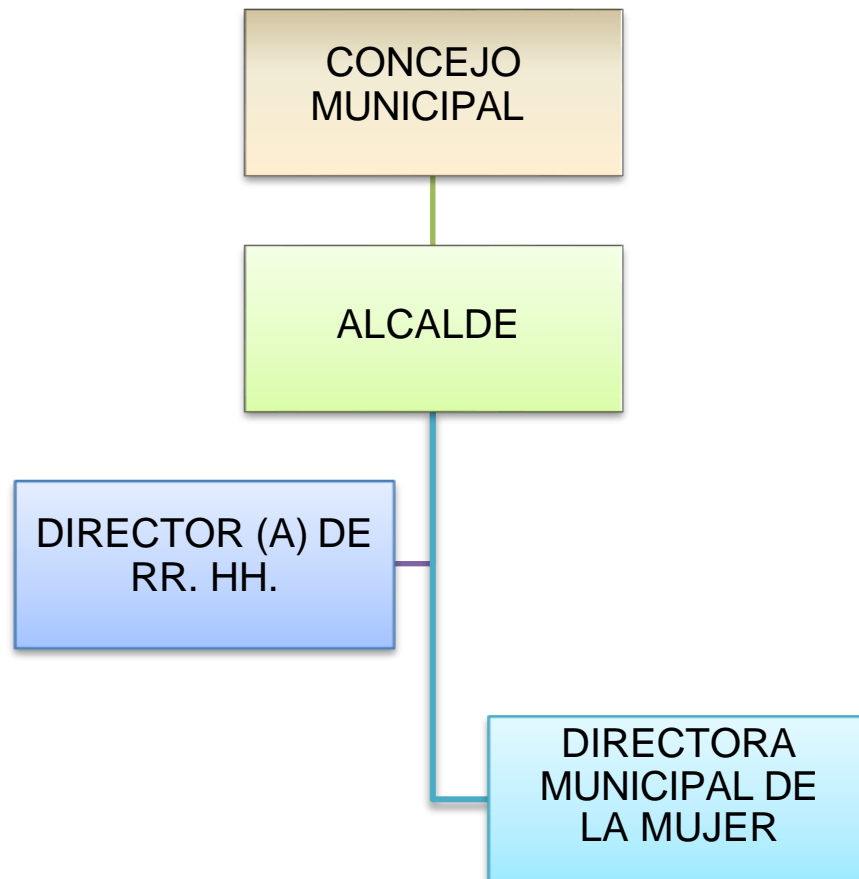 CONCEJO
MUNICIPAL
ALCALDE
DIRECTOR (A) DE
RR. HH.
DIRECTORA
MUNICIPAL DE
LA MUJER